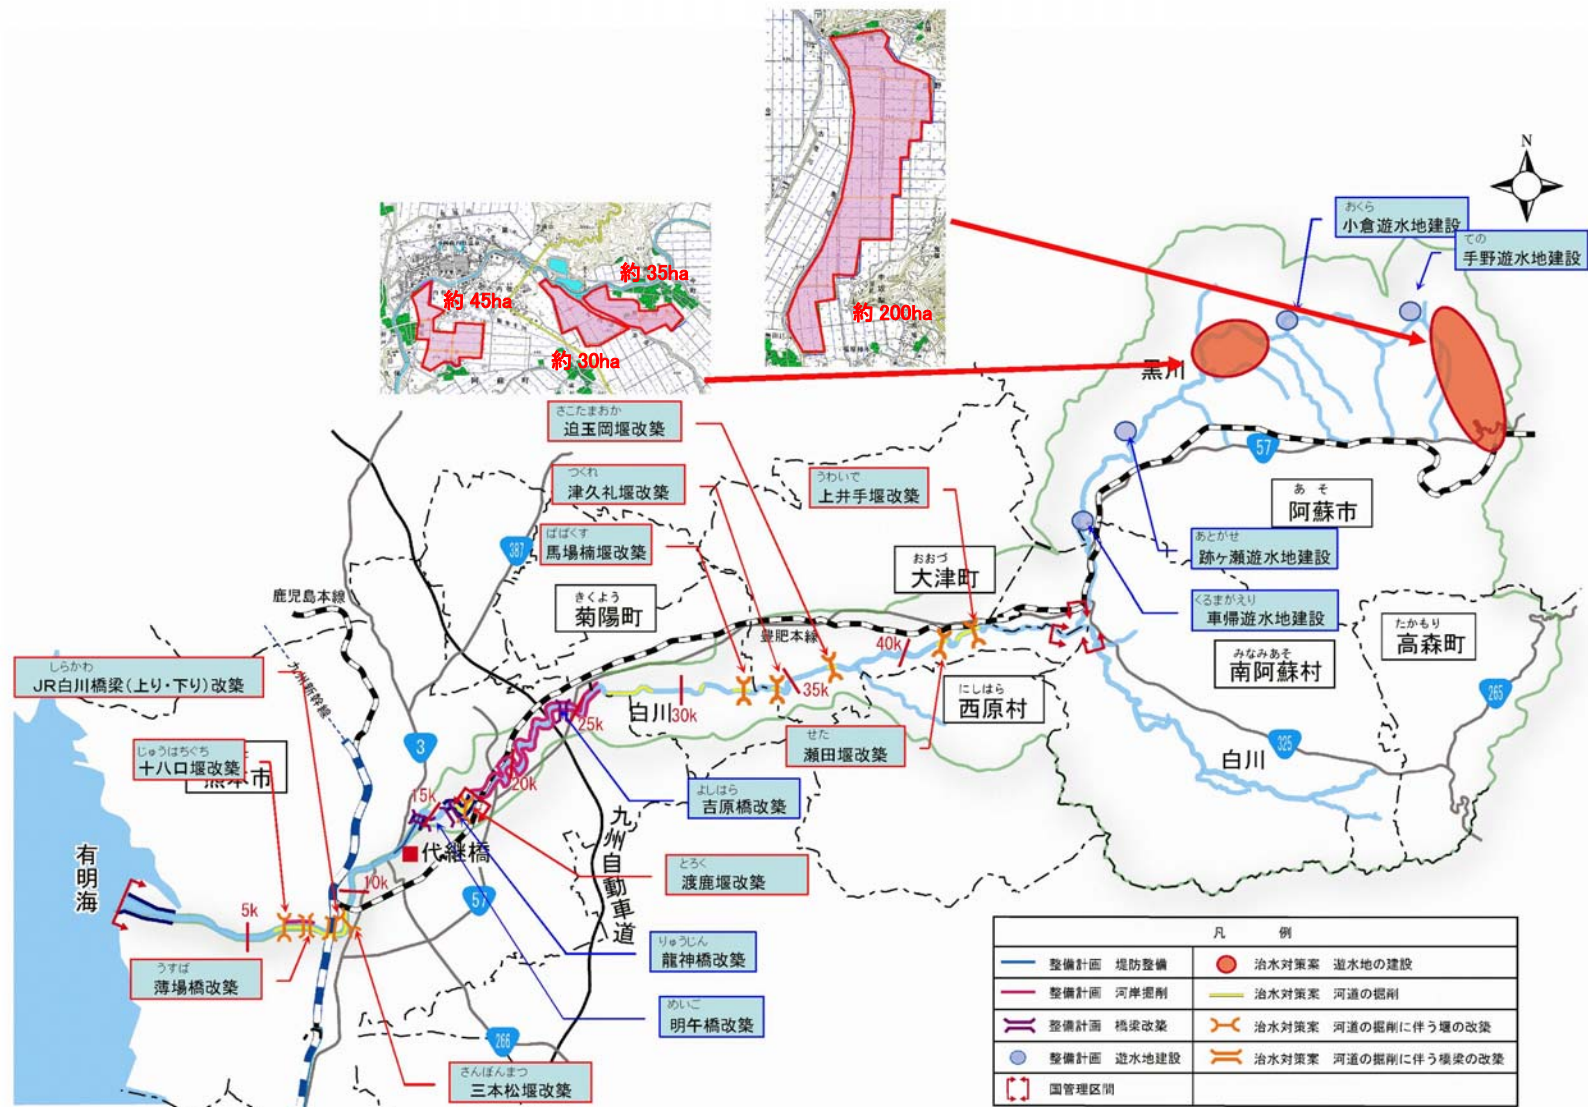 約 45ha
約 35ha
約 30ha
約 200ha
N
おぐら
小倉遊水地建設
ての
手野遊水地建設
黒川
57
あ そ
阿蘇市
あとがせ
跡ヶ瀬遊水地建設
くるまがえり
車帰遊水地建設
たかもり
高森町
みなみあそ
南阿蘇村
265
325
白川
さこたまおか
迫玉岡堰改築
つくれ
津久礼堰改築
ばばくす
馬場楠堰改築
うわいで
上井手堰改築
おおづ
大津町
387
きくよう
菊陽町
鹿児島本線
豊肥本線
40k
35k
30k
白川
25k
20k
15k
10k
5k
にしはら
西原村
せた
瀬田堰改築
しらかわ
JR白川橋梁(上り・下り)改築
九州新幹線
じゅうはちぐち
十八口堰改築
熊本市
3
よしはら
吉原橋改築
代継橋
九州自動車道
とろく
渡鹿堰改築
有明海
57
りゅうじん
龍神橋改築
うすば
薄場橋改築
めいご
明午橋改築
266
さんぼんまつ
三本松堰改築
凡 例
整備計画 堤防整備
治水対策案 遊水地の建設
整備計画 河岸掘削
治水対策案 河道の掘削
整備計画 橋梁改築
治水対策案 河道の掘削に伴う堰の改築
整備計画 遊水地建設
治水対策案 河道の掘削に伴う橋梁の改築
国管理区間